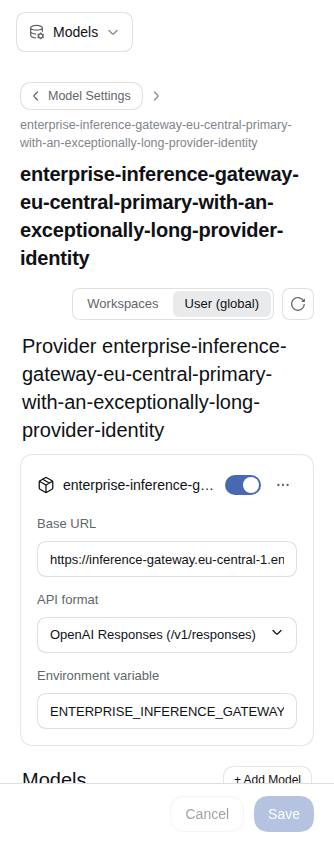 Models
Model Settings
enterprise-inference-gateway-eu-central-primary-
with-an-exceptionally-long-provider-identity
enterprise-inference-gateway-
eu-central-primary-with-an-
exceptionally-long-provider-
identity
Workspaces User (global)
Provider enterprise-inference-
gateway-eu-central-primary-
with-an-exceptionally-long-
provider-identity
enterprise-inference-g...
Base URL
https://inference-gateway.eu-central-1.en
API format
OpenAI Responses (/v1/responses)
Environment variable
ENTERPRISE_INFERENCE_GATEWAY
Models + Add Model
Cancel Save